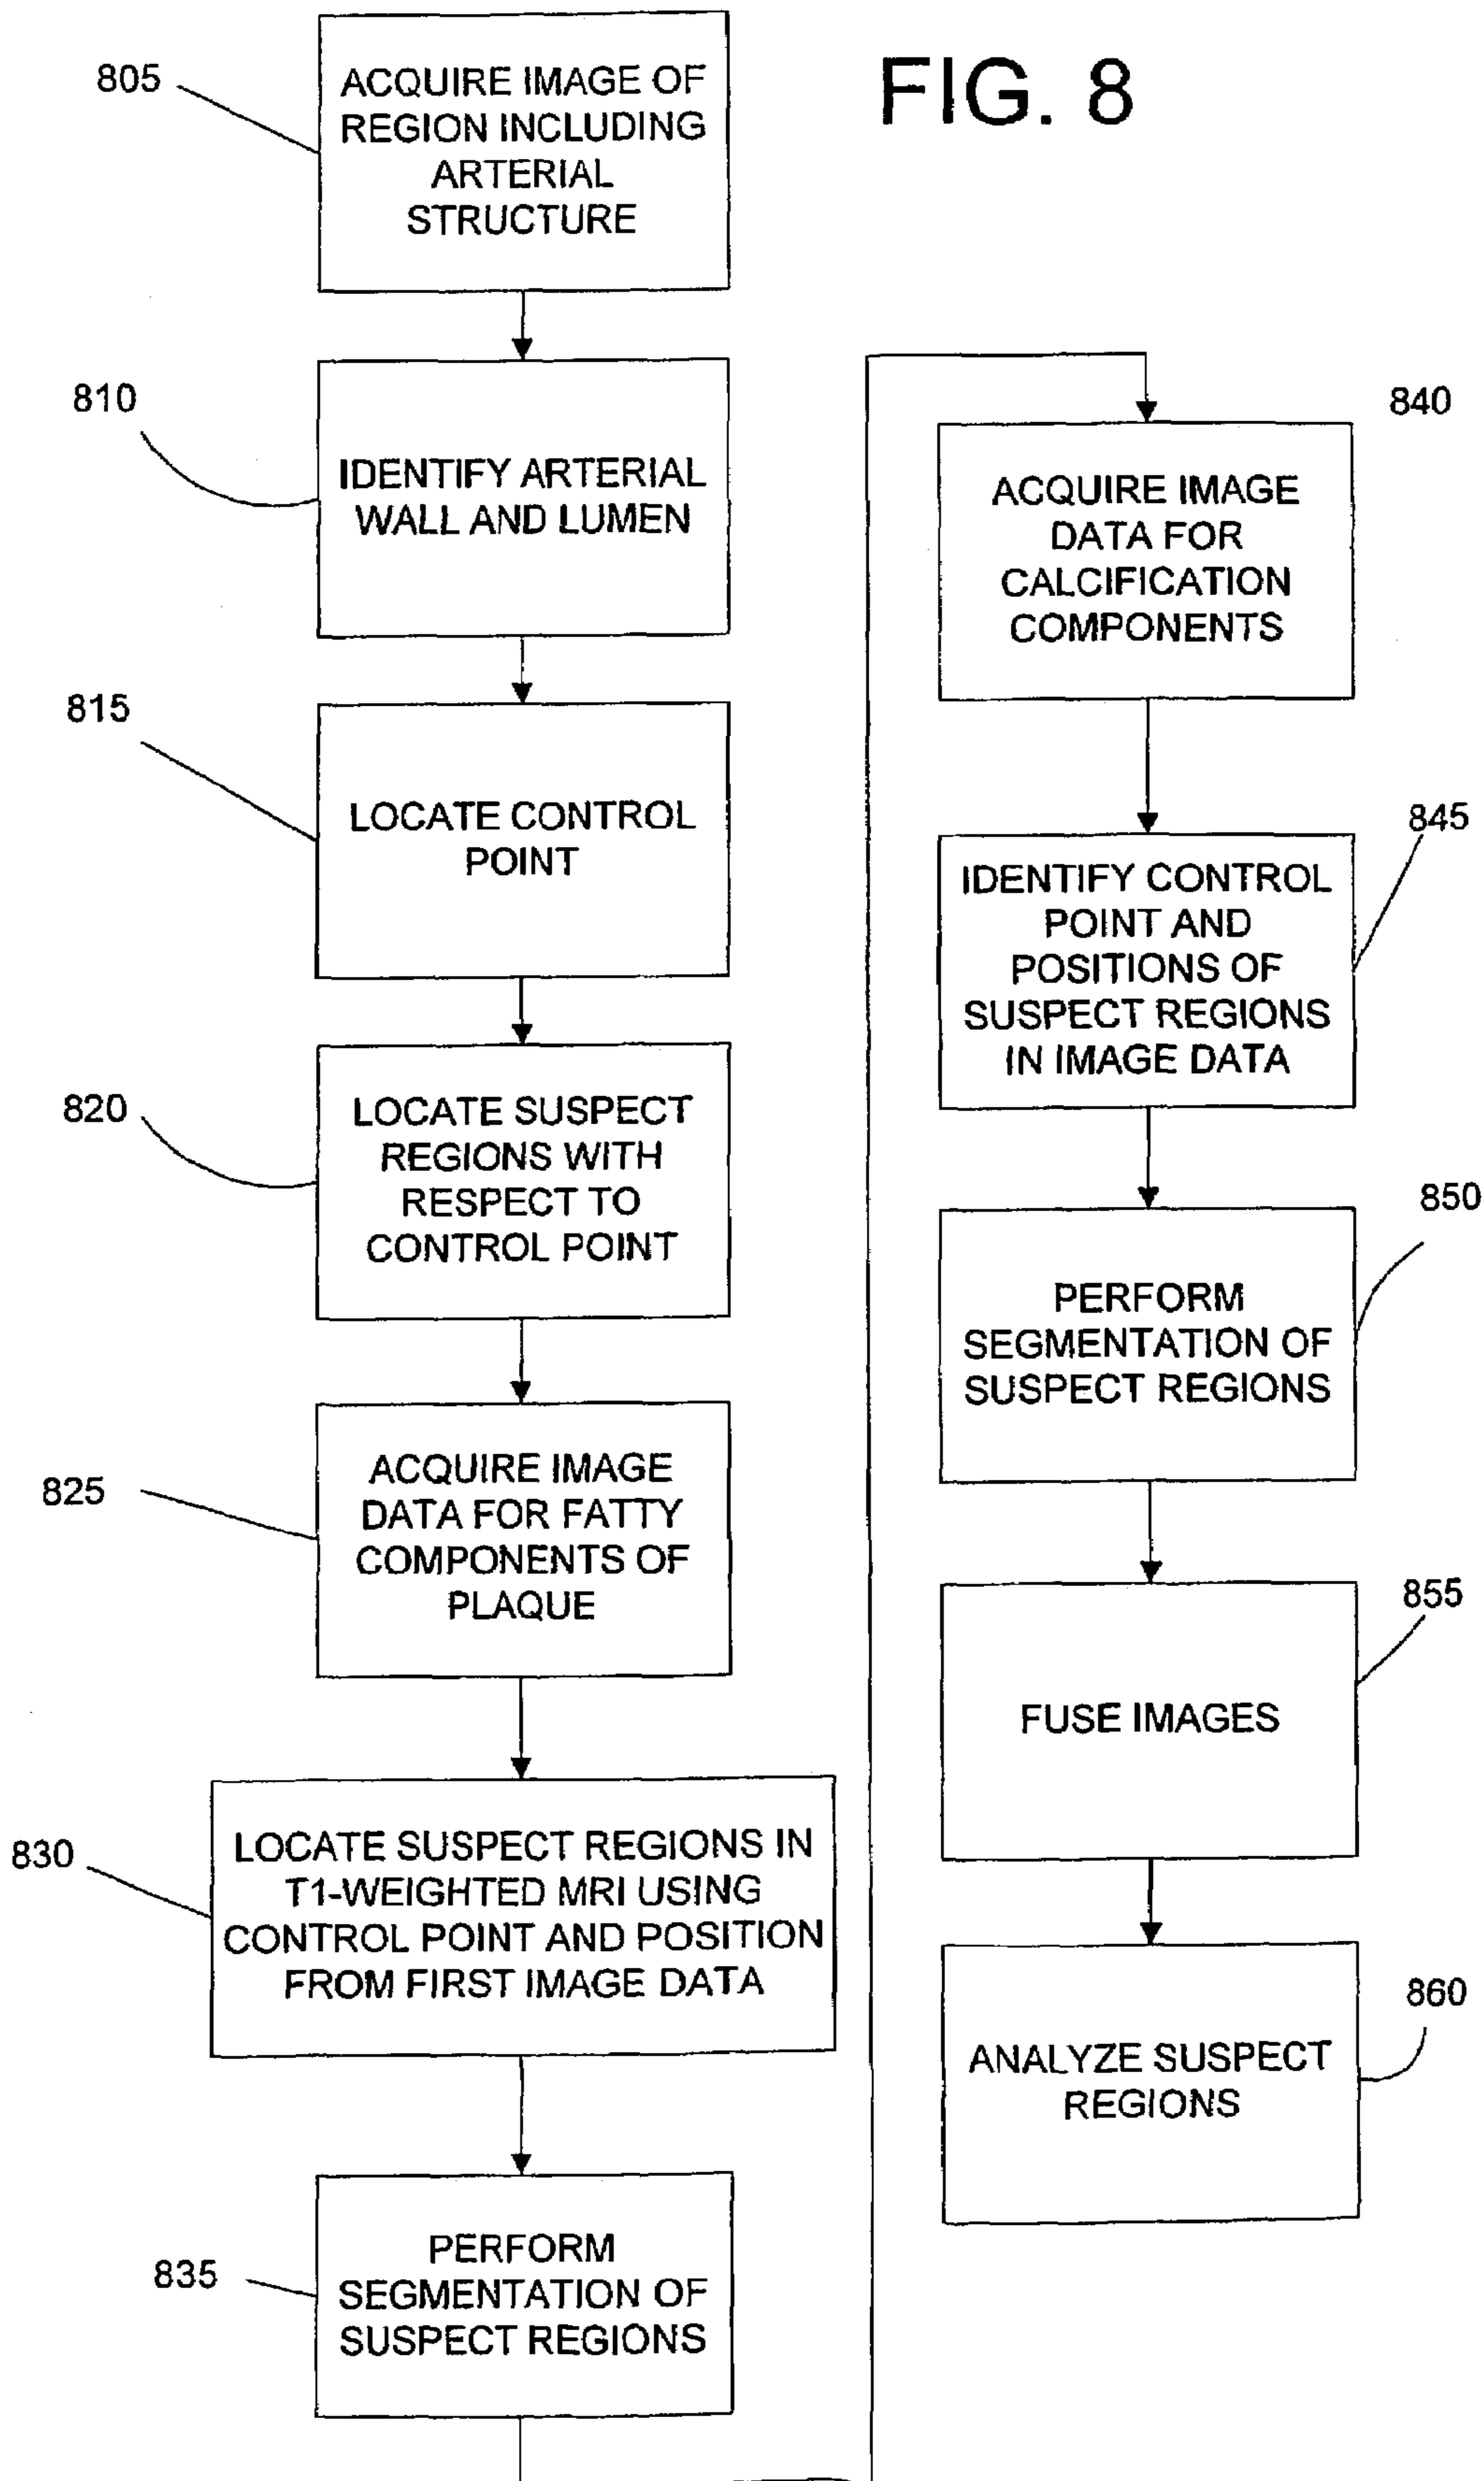 FIG. 8
805
ACQUIRE IMAGE OF
REGION INCLUDING
ARTERIAL
STRUCTURE
810
IDENTIFY ARTERIAL
WALL AND LUMEN
815
LOCATE CONTROL
POINT
820
LOCATE SUSPECT
REGIONS WITH
RESPECT TO
CONTROL POINT
825
ACQUIRE IMAGE
DATA FOR FATTY
COMPONENTS OF
PLAQUE
830
LOCATE SUSPECT REGIONS IN
T1-WEIGHTED MRI USING
CONTROL POINT AND POSITION
FROM FIRST IMAGE DATA
835
PERFORM
SEGMENTATION OF
SUSPECT REGIONS
840
ACQUIRE IMAGE
DATA FOR
CALCIFICATION
COMPONENTS
845
IDENTIFY CONTROL
POINT AND
POSITIONS OF
SUSPECT REGIONS
IN IMAGE DATA
850
PERFORM
SEGMENTATION OF
SUSPECT REGIONS
855
FUSE IMAGES
860
ANALYZE SUSPECT
REGIONS